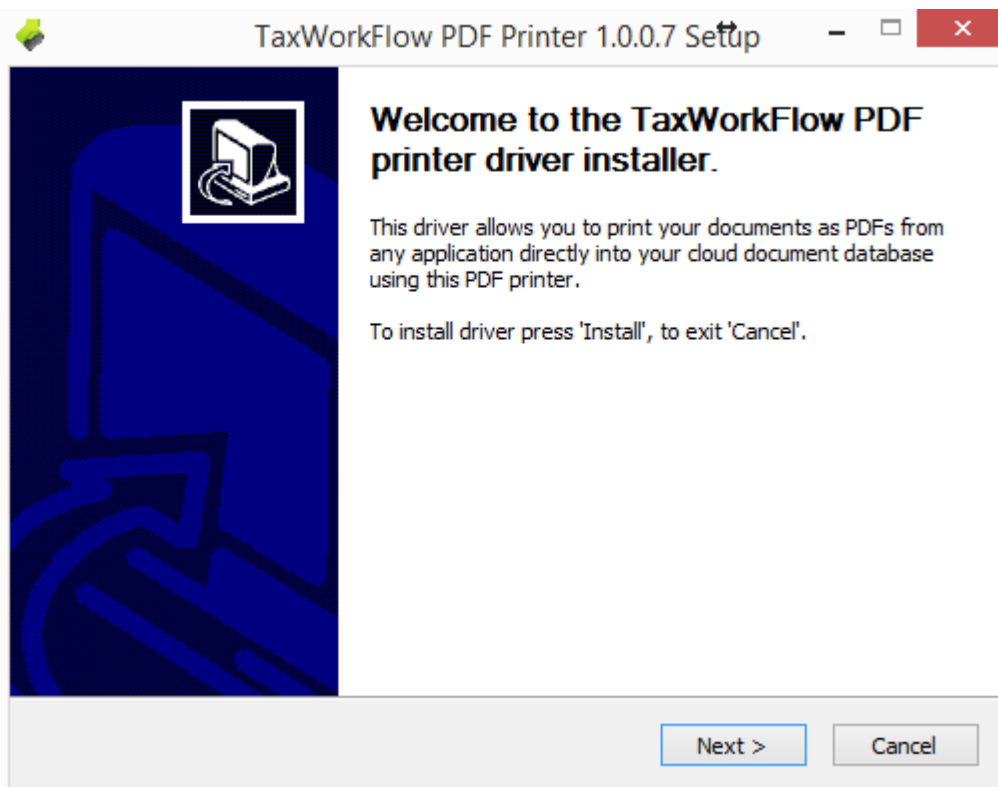 TaxWorkFlow PDF Printer 1.0.0.7 Setup
Welcome to the TaxWorkFlow PDF
printer driver installer.
This driver allows you to print your documents as PDFs from
any application directly into your cloud document database
using this PDF printer.
To install driver press 'Install', to exit 'Cancel'.
Next >
Cancel